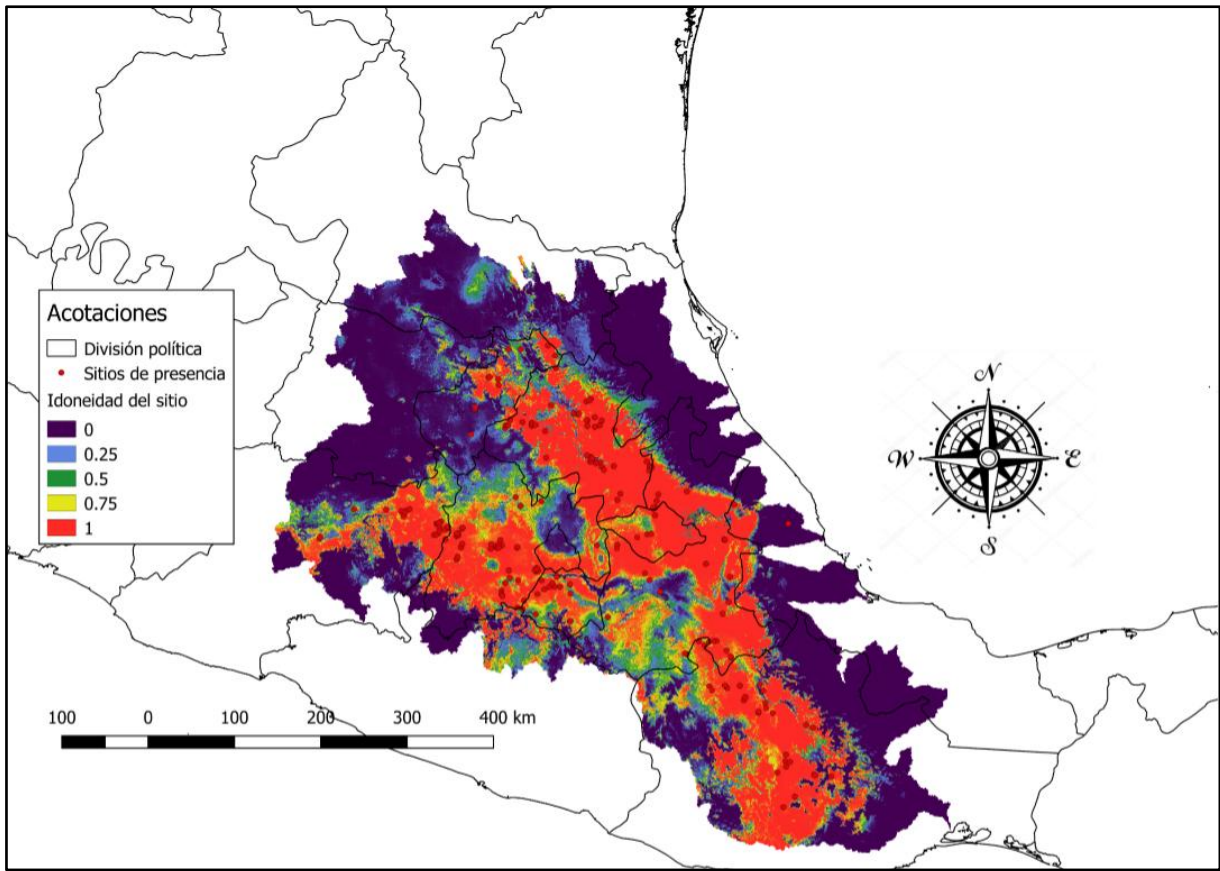 Acotaciones
División política
Sitios de presencia
Idoneidad del sitio
0
0.25
0.5
0.75
1
N
W E
S
100 0 100 200 300 400 km